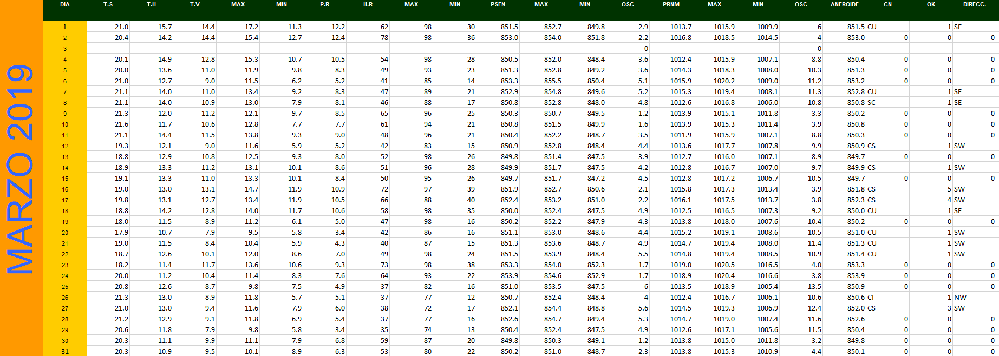 MARZO 2019
DIA T.S T.H T.V MAX MIN P.R H.R MAX MIN PSEN MAX MIN OSC PRNM MAX MIN OSC ANEROIDE CN OK DIRECC.
1 21.0 15.7 14.4 17.2 11.3 12.2 62 98 30 851.5 852.7 849.8 2.9 1013.7 1015.9 1009.9 6 851.5 CU 1 SE
2 20.4 14.2 14.4 15.4 12.7 12.4 78 98 36 853.0 854.0 851.8 2.2 1016.8 1018.5 1014.5 4 853.0 0 0 0
3 0 0
4 20.1 14.9 12.8 15.3 10.7 10.5 54 98 28 850.5 852.0 848.4 3.6 1012.4 1015.9 1007.1 8.8 850.4 0 0 0
5 20.0 13.6 11.0 11.9 9.8 8.3 49 93 23 851.3 852.8 849.2 3.6 1014.3 1018.3 1008.0 10.3 851.3 0 0 0
6 21.0 12.7 9.0 11.5 6.2 5.2 41 85 14 853.3 855.5 850.4 5.1 1015.9 1020.2 1009.0 11.2 853.2 0 0 0
7 21.1 14.0 11.0 13.4 9.2 8.3 47 89 21 852.9 854.8 849.6 5.2 1015.3 1019.4 1008.1 11.3 852.8 CU 1 SE
8 21.1 14.0 10.9 13.0 7.9 8.1 46 88 17 850.8 852.8 848.0 4.8 1012.6 1016.8 1006.0 10.8 850.8 SC 1 SE
9 21.3 12.0 11.2 12.1 9.7 8.5 65 96 25 850.3 850.7 849.5 1.2 1013.9 1015.1 1011.8 3.3 850.2 0 0 0
10 21.6 11.7 10.6 12.8 7.7 7.7 61 94 21 850.8 851.5 849.9 1.6 1013.9 1015.3 1011.4 3.9 850.8 0 0 0
11 21.1 14.4 11.5 13.8 9.3 9.0 48 96 21 850.4 852.2 848.7 3.5 1011.9 1015.9 1007.1 8.8 850.3 0 0 0
12 19.3 12.1 9.0 11.6 5.9 5.2 42 83 15 850.9 852.8 848.4 4.4 1013.6 1017.7 1007.8 9.9 850.9 CS 1 SW
13 18.8 12.9 10.8 12.5 9.3 8.0 52 98 26 849.8 851.4 847.5 3.9 1012.7 1016.0 1007.1 8.9 849.7 0 0 0
14 18.9 13.3 11.2 13.1 10.1 8.6 51 96 28 849.9 851.7 847.5 4.2 1012.8 1016.7 1007.0 9.7 849.9 CS 1 SW
15 19.1 13.3 11.0 13.3 10.1 8.4 50 95 26 849.7 851.7 847.2 4.5 1012.8 1017.2 1006.7 10.5 849.7 0 0 0
16 19.0 13.0 13.1 14.7 11.9 10.9 72 97 39 851.9 852.7 850.6 2.1 1015.8 1017.3 1013.4 3.9 851.8 CS 5 SW
17 19.8 13.1 12.7 13.4 11.9 10.5 66 88 40 852.4 853.2 851.0 2.2 1016.1 1017.5 1013.7 3.8 852.3 CS 4 SW
18 18.8 14.2 12.8 14.0 11.7 10.6 58 98 35 850.0 852.4 847.5 4.9 1012.5 1016.5 1007.3 9.2 850.0 CU 1 SE
19 18.0 11.5 8.9 11.2 6.1 5.0 47 98 16 850.2 852.2 847.9 4.3 1013.8 1018.0 1007.6 10.4 850.2 0 0 0
20 17.9 10.7 7.9 9.5 5.8 3.4 42 86 16 851.1 853.0 848.6 4.4 1015.2 1019.1 1008.6 10.5 851.0 CU 1 SW
21 19.0 11.5 8.4 10.4 5.9 4.3 40 87 15 851.3 853.6 848.7 4.9 1014.7 1019.4 1008.0 11.4 851.3 CU 1 SW
22 18.7 12.6 10.1 12.0 8.6 7.0 49 98 24 851.5 853.9 848.4 5.5 1014.8 1019.4 1008.5 10.9 851.4 CU 1 SW
23 18.2 11.4 11.7 13.6 10.6 9.3 73 98 38 853.3 854.0 852.3 1.7 1019.0 1020.5 1016.5 4.0 853.3 0 0 0
24 20.0 11.2 10.4 11.4 8.3 7.6 64 93 22 853.9 854.6 852.9 1.7 1018.9 1020.4 1016.6 3.8 853.9 0 0 0
25 20.8 12.6 8.7 9.8 7.5 4.9 37 82 16 851.0 853.5 847.5 6 1013.5 1018.9 1005.4 13.5 850.9 0 0 0
26 21.3 13.0 8.9 11.8 5.7 5.1 37 77 12 850.7 852.4 848.4 4 1012.4 1016.7 1006.1 10.6 850.6 CI 1 NW
27 21.0 13.0 9.4 11.6 7.9 6.0 38 72 17 852.1 854.4 848.8 5.6 1014.5 1019.3 1006.9 12.4 852.0 CS 3 SW
28 21.2 12.9 9.1 11.8 6.9 5.4 37 77 16 852.6 854.7 849.4 5.3 1014.7 1019.0 1007.4 11.6 852.6 0 0 0
29 20.6 11.8 7.9 9.8 5.8 3.4 35 74 13 850.4 852.4 847.5 4.9 1012.6 1017.1 1005.6 11.5 850.4 0 0 0
30 20.3 11.1 9.9 11.1 7.9 6.8 59 87 20 849.8 850.3 849.1 1.2 1013.8 1015.0 1011.8 3.2 849.8 0 0 0
31 20.3 10.9 9.5 10.1 8.9 6.3 53 80 22 850.2 851.0 848.7 2.3 1013.8 1015.3 1010.9 4.4 850.1 0 0 0